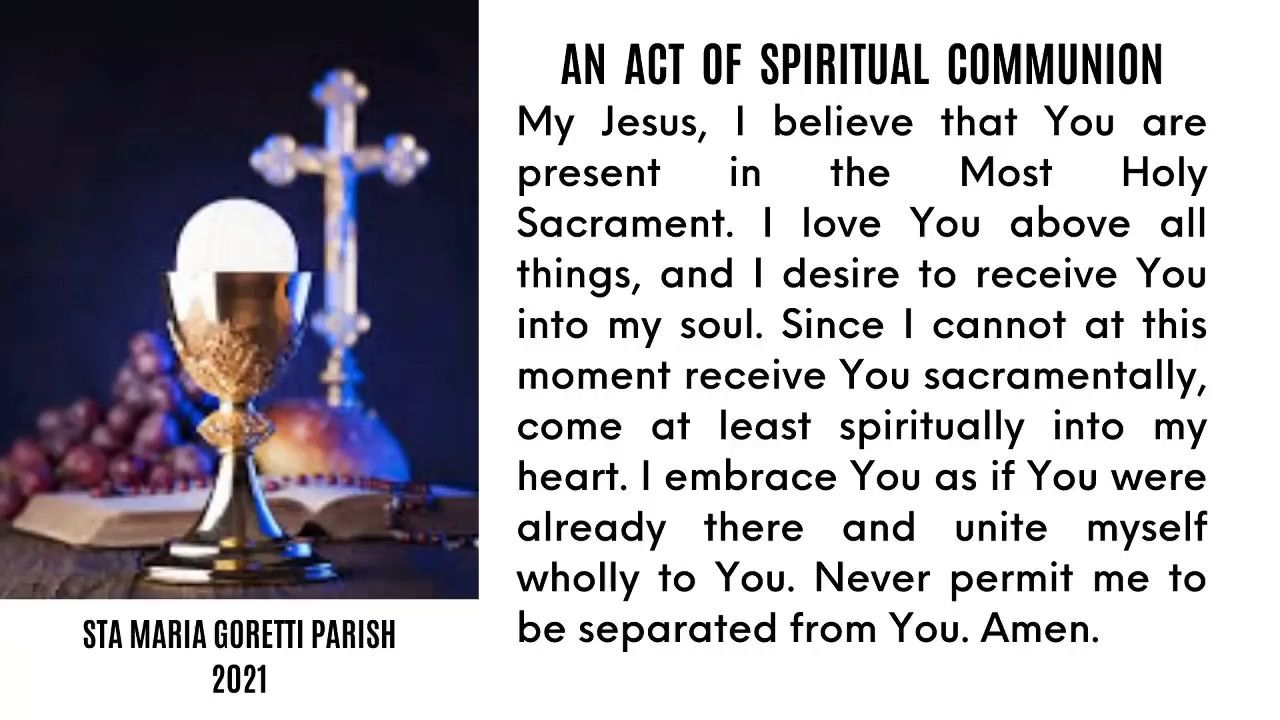 AN ACT OF SPIRITUAL COMMUNION
My Jesus, I believe that You are
present in the Most Holy
Sacrament. I love You above all
things, and I desire to receive You
into my soul. Since I cannot at this
moment receive You sacramentally,
come at least spiritually into my
heart. I embrace You as if You were
already there and unite myself
wholly to You. Never permit me to
be separated from You. Amen.
STA MARIA GORETTI PARISH
2021